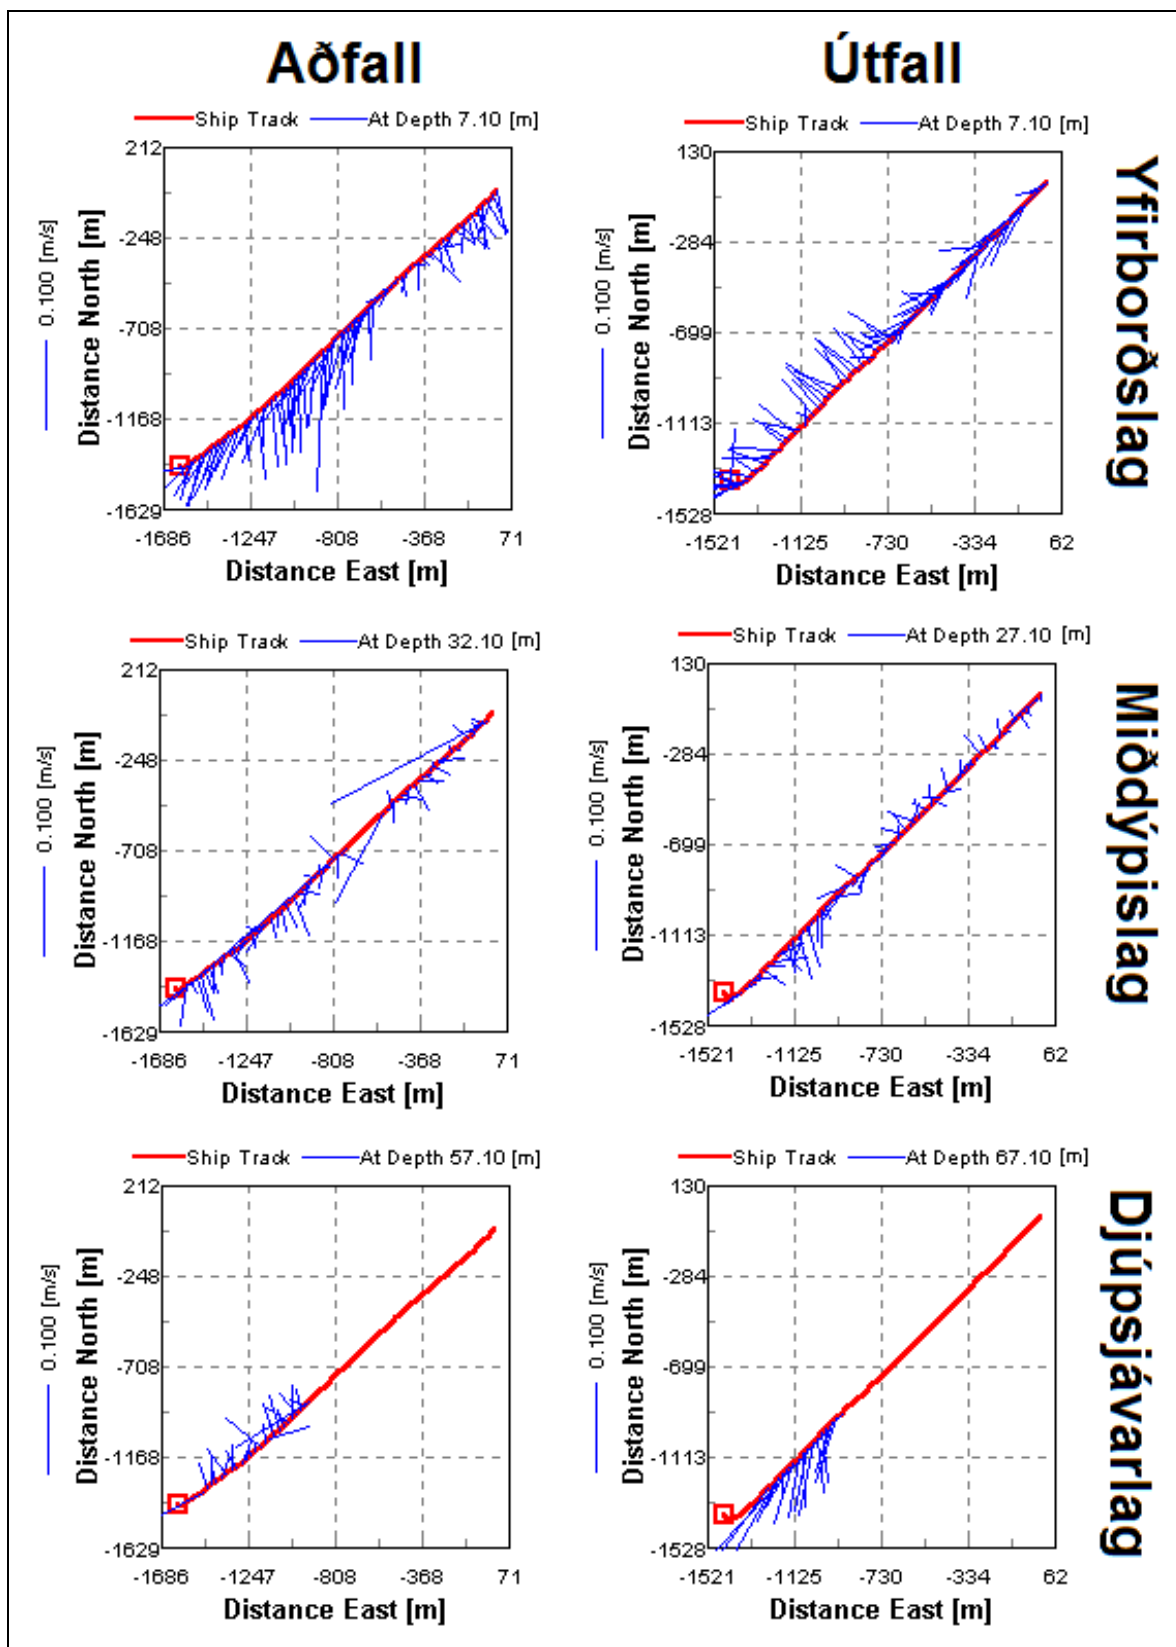 Aðfall Útfall
Ship Track At Depth 7.10 [m]
212
-248
-708
-1168
-1629
-1686 -1247 -808 -368 71
Distance East [m]
Distance North [m]
0.100 [m/s]
Ship Track At Depth 7.10 [m]
130
-284
-699
-1113
-1528
-1521 -1125 -730 -334 62
Distance East [m]
Distance North [m]
0.100 [m/s]
Yfirborðslag
Ship Track At Depth 32.10 [m]
212
-248
-708
-1168
-1629
-1686 -1247 -808 -368 71
Distance East [m]
Distance North [m]
0.100 [m/s]
Ship Track At Depth 27.10 [m]
130
-284
-699
-1113
-1528
-1521 -1125 -730 -334 62
Distance East [m]
Distance North [m]
0.100 [m/s]
Miðdýpislag
Ship Track At Depth 57.10 [m]
212
-248
-708
-1168
-1629
-1686 -1247 -808 -368 71
Distance East [m]
Distance North [m]
0.100 [m/s]
Ship Track At Depth 67.10 [m]
130
-284
-699
-1113
-1528
-1521 -1125 -730 -334 62
Distance East [m]
Distance North [m]
0.100 [m/s]
Djúpsjávarlag